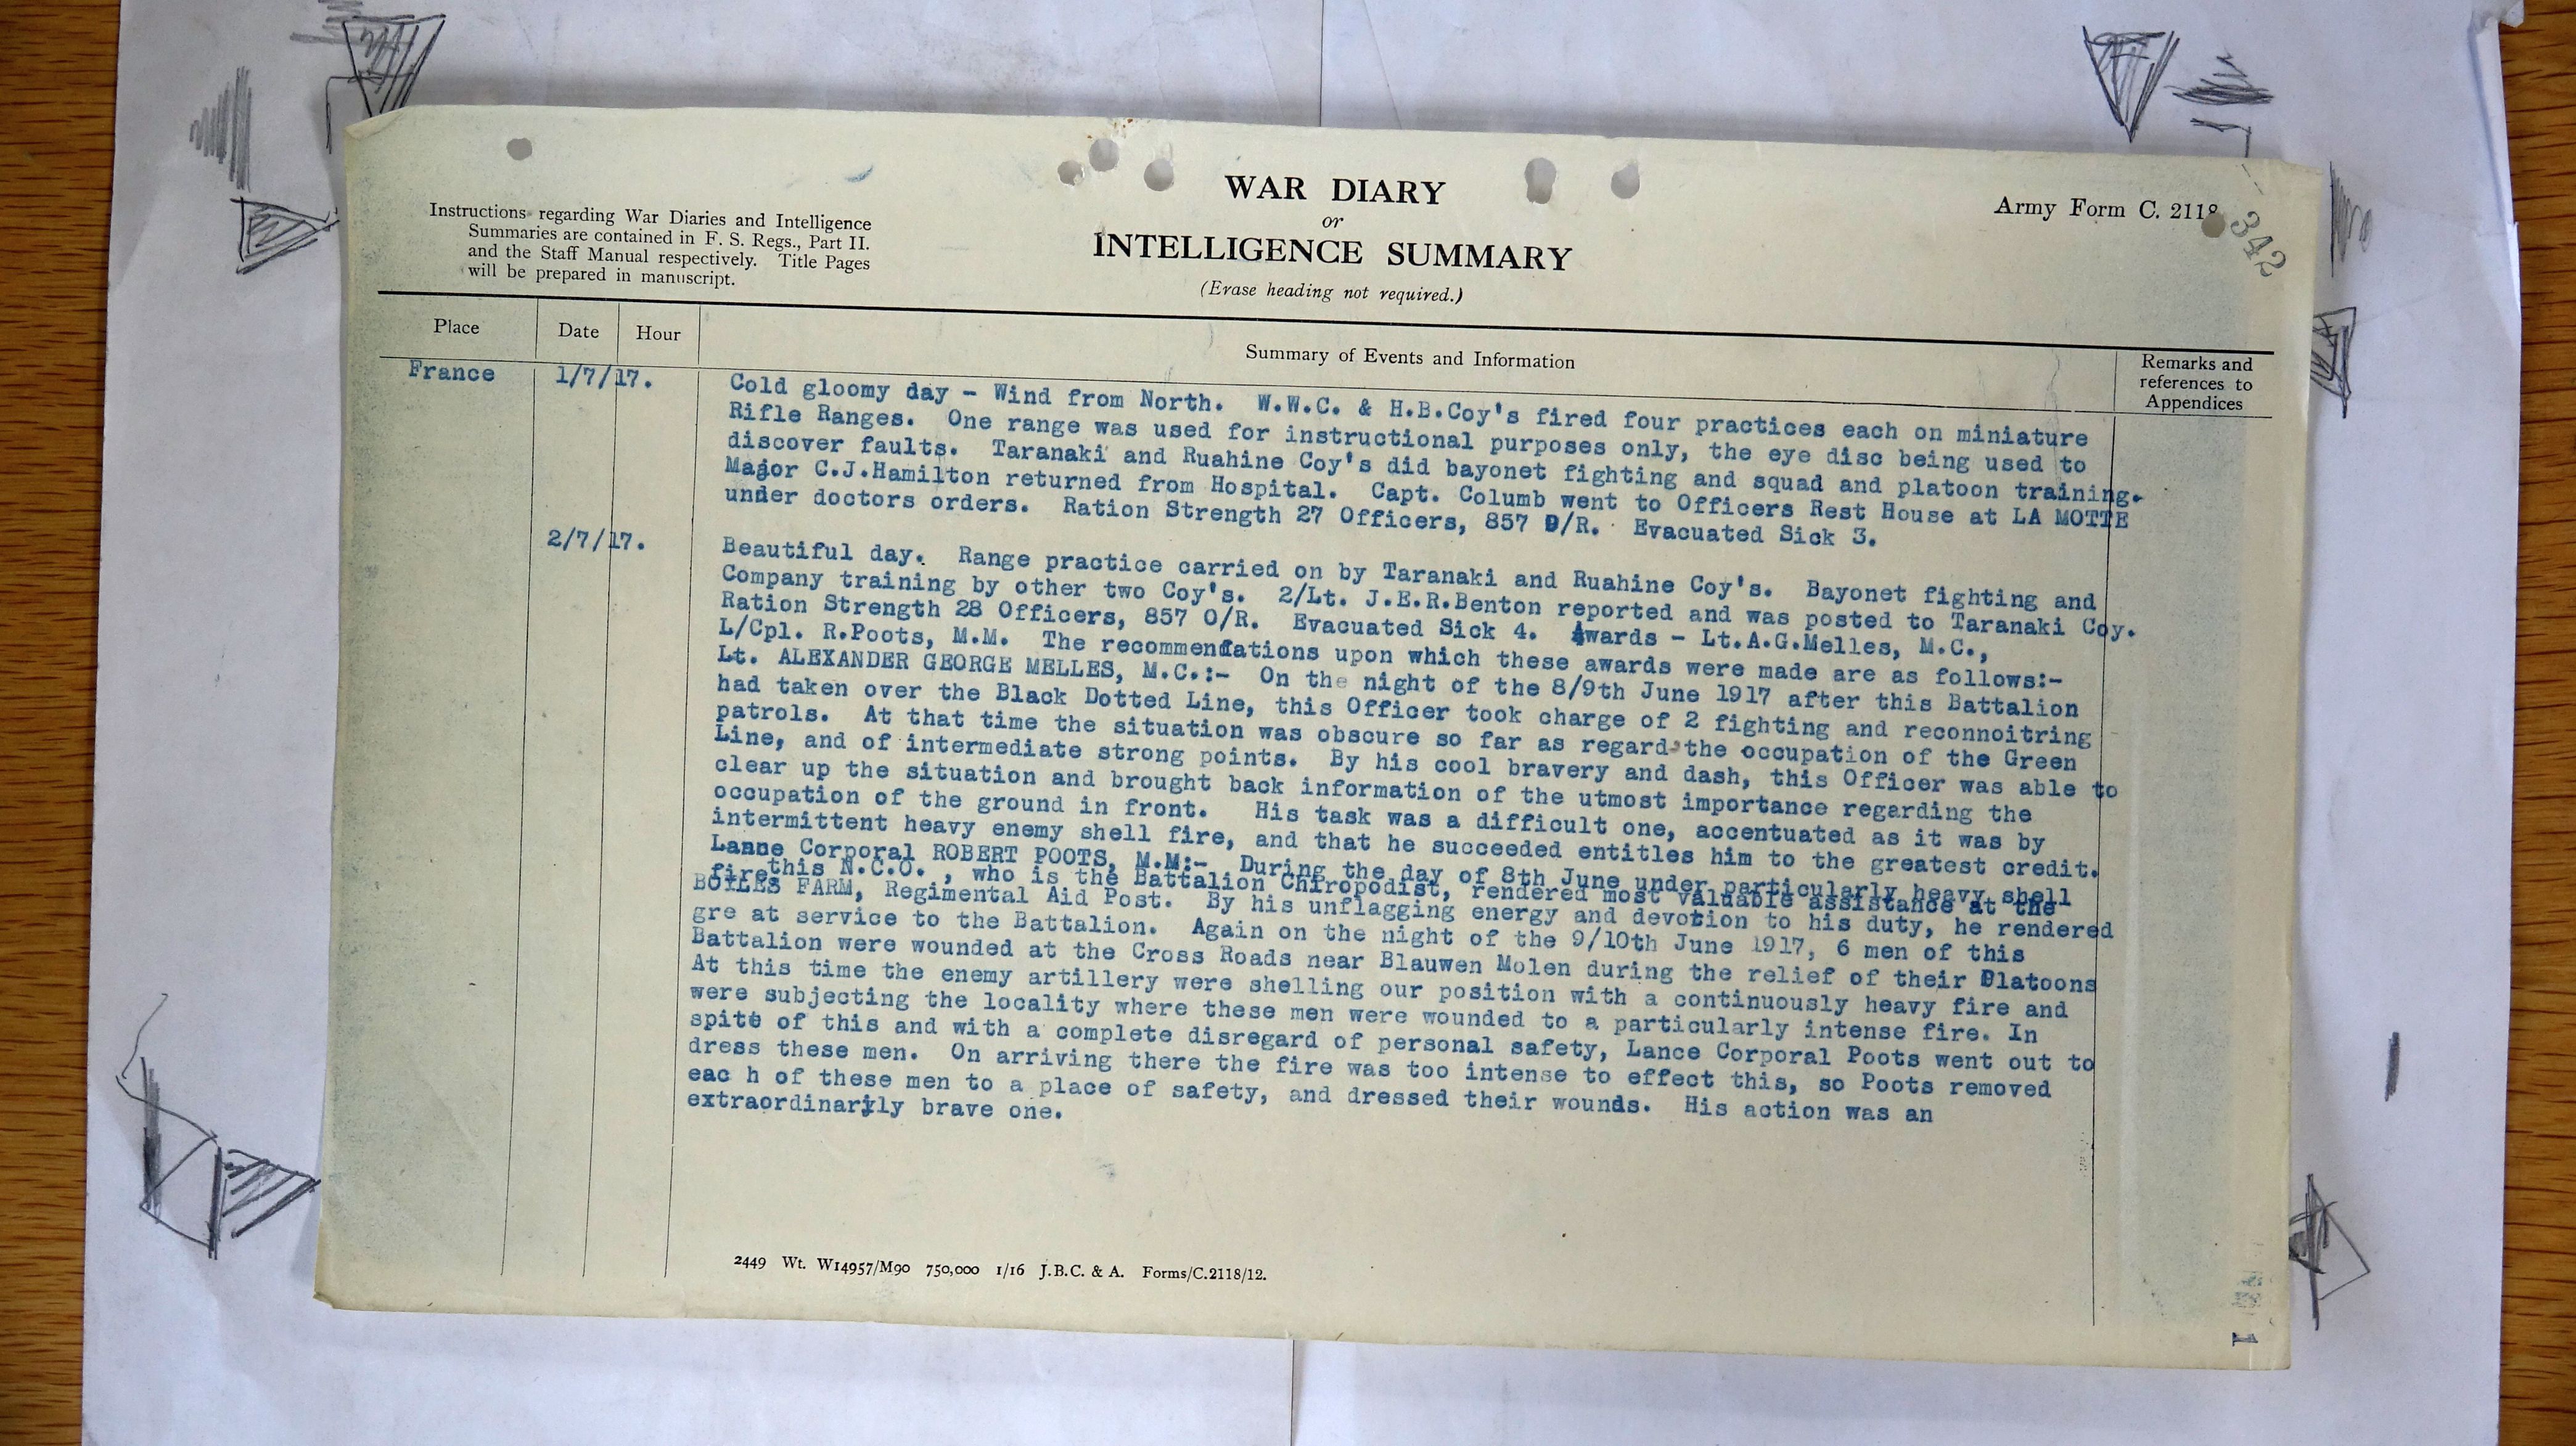 WAR DIARY
or
INTELLIGENCE SUMMARY
(Erase heading not required.)
Instructions regarding War Diaries and Intelligence
Summaries are contained in F. S. Regs., Part II.
and the Staff Manual respectively. Title Pages
will be prepared in manuscript.
Army Form C. 2118
342
Place
Date
Hour
Summary of Events and Information
Remarks and
references to
Appendices
France
1/7/17.
Cold gloomy day - Wind from North. W.W.C. & H.B.Coy's fired four practices each on miniature
Rifle Ranges. One range was used for instructional purposes only, the eye disc being used to
discover faults. Taranaki and Ruahine Coy's did bayonet fighting and squad and platoon training.
Major C.J.Hamilton returned from Hospital. Capt. Columb went to Officers Rest House at LA MOTTE
under doctors orders. Ration Strength 27 Officers, 857 O/R. Evacuated Sick 3.
2/7/17.
Beautiful day. Range practice carried on by Taranaki and Ruahine Coy's. Bayonet fighting and
Company training by other two Coy's. 2/Lt. J.E.R.Benton reported and was posted to Taranaki Coy.
Ration Strength 28 Officers, 857 O/R. Evacuated Sick 4. Awards - Lt.A.G.Melles, M.C.,
L/Cpl. R.Poots, M.M. The recommendations upon which these awards were made are as follows:-
Lt. ALEXANDER GEORGE MELLES, M.C.:- On the night of the 8/9th June 1917 after this Battalion
had taken over the Black Dotted Line, this Officer took charge of 2 fighting and reconnoitring
patrols. At that time the situation was obscure so far as regard the occupation of the Green
Line, and of intermediate strong points. By his cool bravery and dash, this Officer was able to
clear up the situation and brought back information of the utmost importance regarding the
occupation of the ground in front. His task was a difficult one, accentuated as it was by
intermittent heavy enemy shell fire, and that he succeeded entitles him to the greatest credit.
Lance Corporal ROBERT POOTS, M.M:- During the day of 8th June under particularly heavy shell
fire this N.C.O. , who is the Battalion Chiropodist, rendered most valuable assistance at the
BOYLES FARM, Regimental Aid Post. By his unflagging energy and devotion to his duty, he rendered
gre at service to the Battalion. Again on the night of the 9/10th June 1917, 6 men of this
Battalion were wounded at the Cross Roads near Blauwen Molen during the relief of their Platoons
At this time the enemy artillery were shelling our position with a continuously heavy fire and
were subjecting the locality where these men were wounded to a particularly intense fire. In
spite of this and with a complete disregard of personal safety, Lance Corporal Poots went out to
dress these men. On arriving there the fire was too intense to effect this, so Poots removed
eac h of these men to a place of safety, and dressed their wounds. His action was an
extraordinarily brave one.
2449 Wt. W14957/M90 750,000 1/16 J.B.C. & A. Forms/C.2118/12.
1